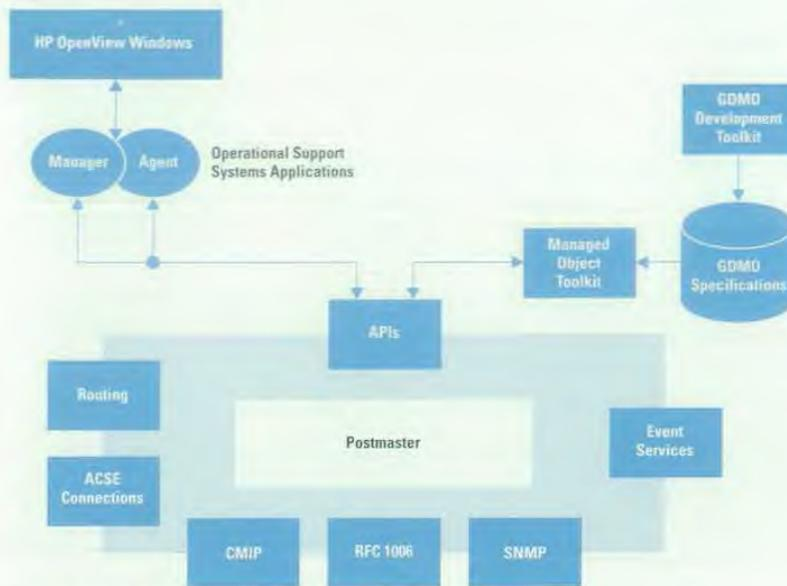 HP OpenView Windows
GDMO
Development
Toolkit
Manager
Agent
Operational Support
Systems Applications
Managed
Object
Toolkit
GDMO
Specifications
APIs
Routing
Postmaster
Event
Services
ACSE
Connections
CMIP
RFC 1006
SNMP